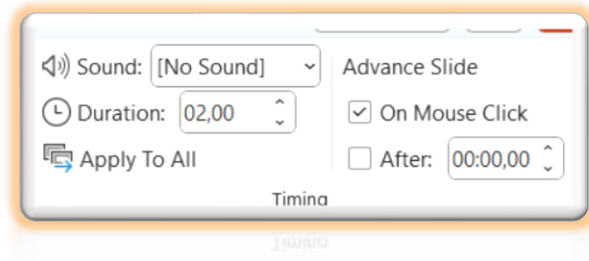 Sound: [No Sound]
Duration: 02,00
Apply To All
Advance Slide
On Mouse Click
After: 00:00,00
Timing